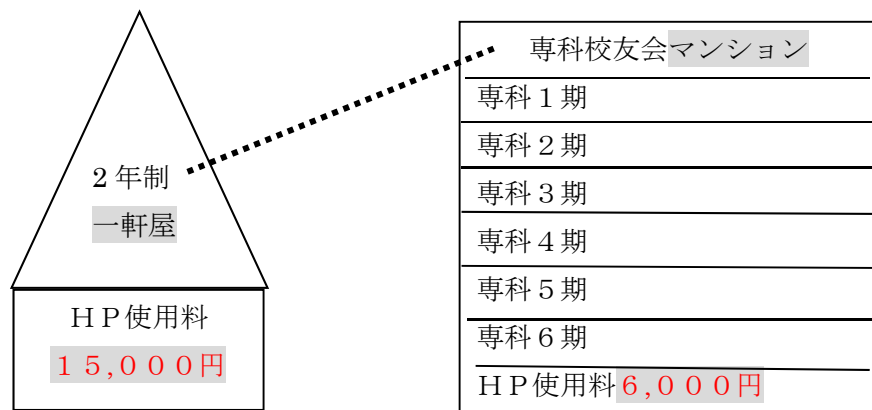 2年制
一軒屋
ＨＰ使用料
１５,０００円
専科校友会マンション
専科１期
専科２期
専科３期
専科４期
専科５期
専科６期
ＨＰ使用料６,０００円